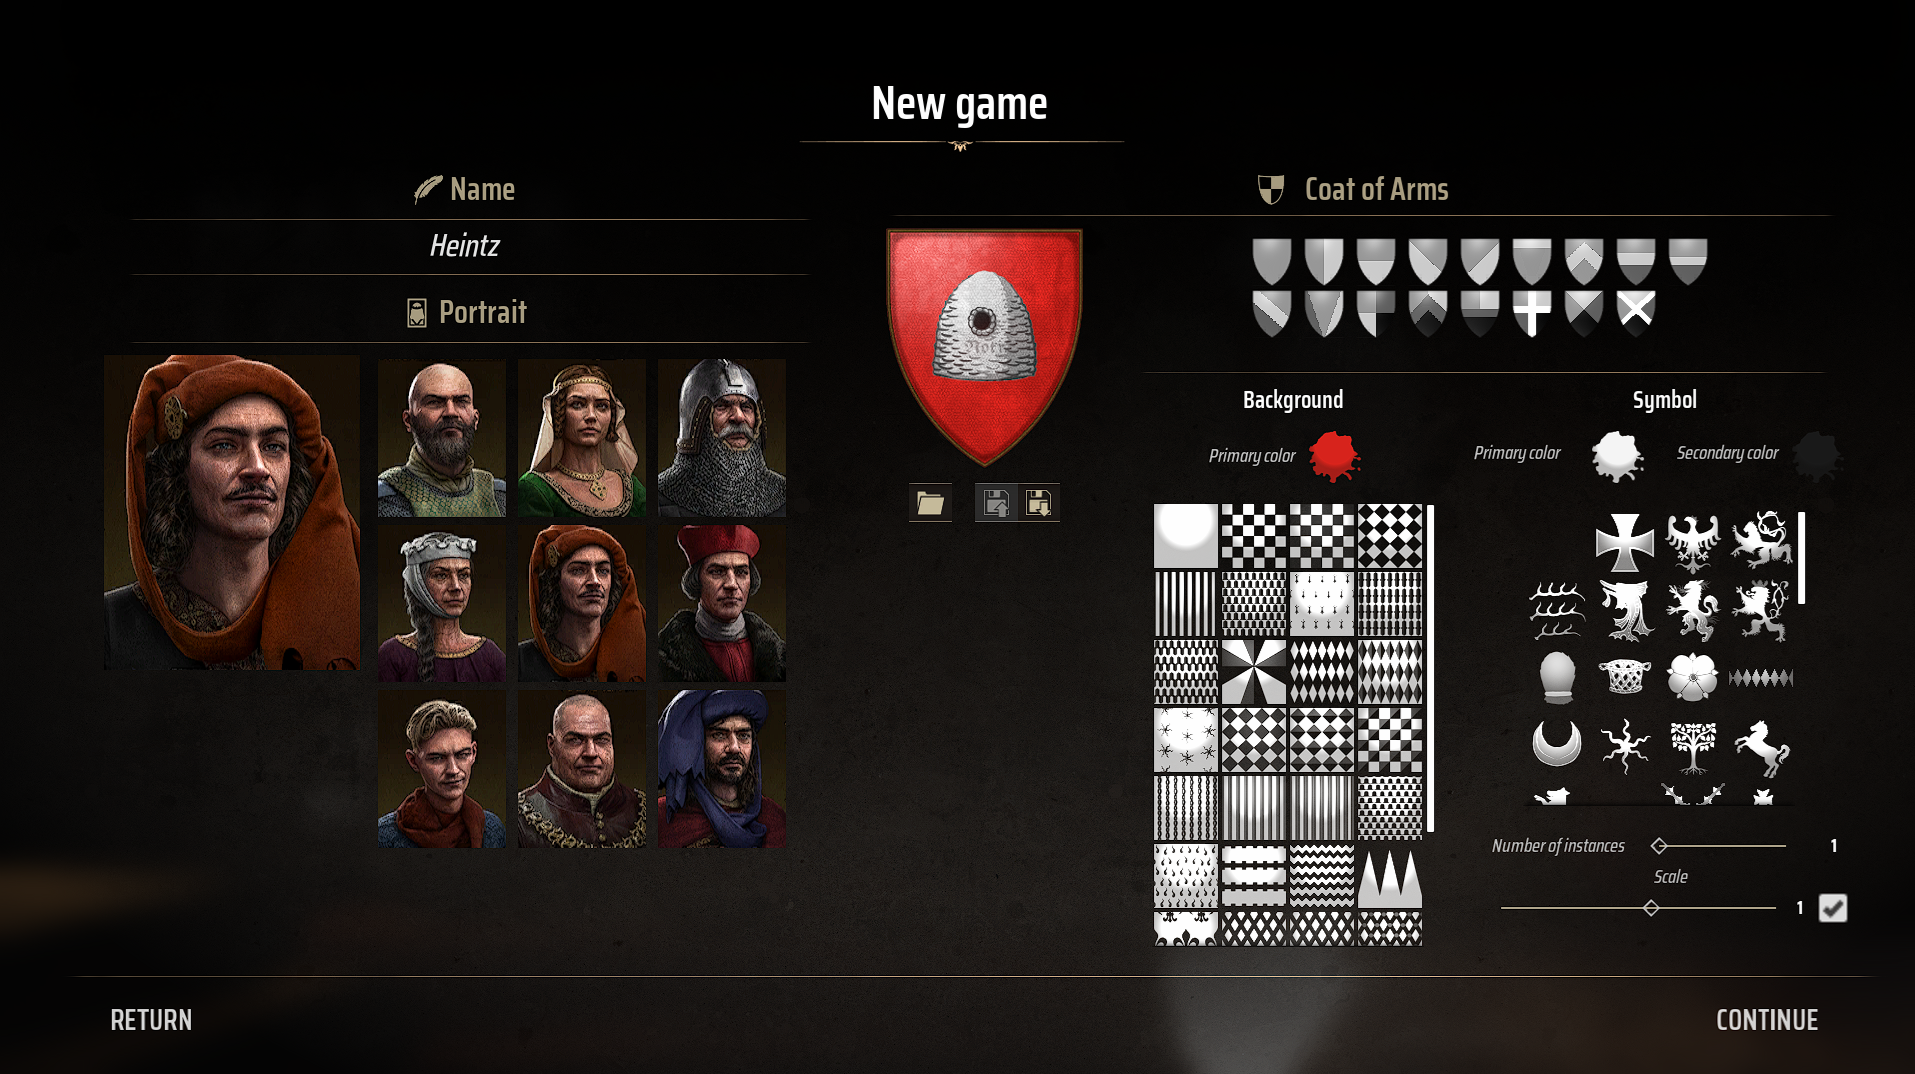 New game
Name
Heintz
Portrait
Coat of Arms
Background
Primary color
Symbol
Primary color
Secondary color
Number of instances
1
Scale
1
RETURN
CONTINUE